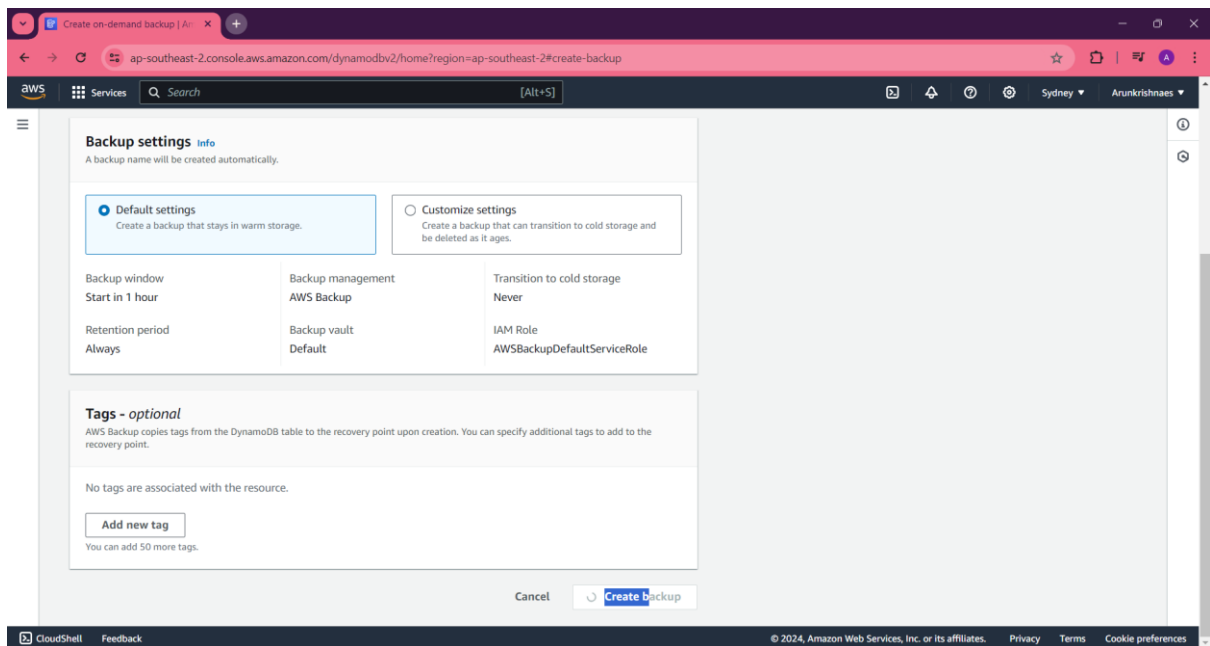 Create on-demand backup | Am
ap-southeast-2.console.aws.amazon.com/dynamodbv2/home?region=ap-southeast-2#create-backup
A
aws
Services
Search
[Alt+S]
Sydney
Arunkrishnaes
Backup settings Info
A backup name will be created automatically.
Default settings
Create a backup that stays in warm storage.
Customize settings
Create a backup that can transition to cold storage and
be deleted as it ages.
Backup window
Start in 1 hour
Backup management
AWS Backup
Transition to cold storage
Never
Retention period
Always
Backup vault
Default
IAM Role
AWSBackupDefaultServiceRole
Tags - optional
AWS Backup copies tags from the DynamoDB table to the recovery point upon creation. You can specify additional tags to add to the
recovery point.
No tags are associated with the resource.
Add new tag
You can add 50 more tags.
Cancel
Create backup
CloudShell
Feedback
© 2024, Amazon Web Services, Inc. or its affiliates.
Privacy
Terms
Cookie preferences